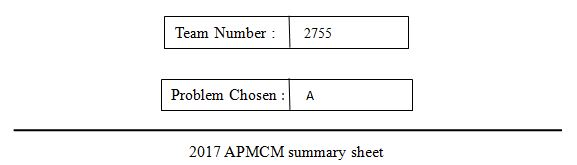 Team Number : 2755
Problem Chosen : A
2017 APMCM summary sheet